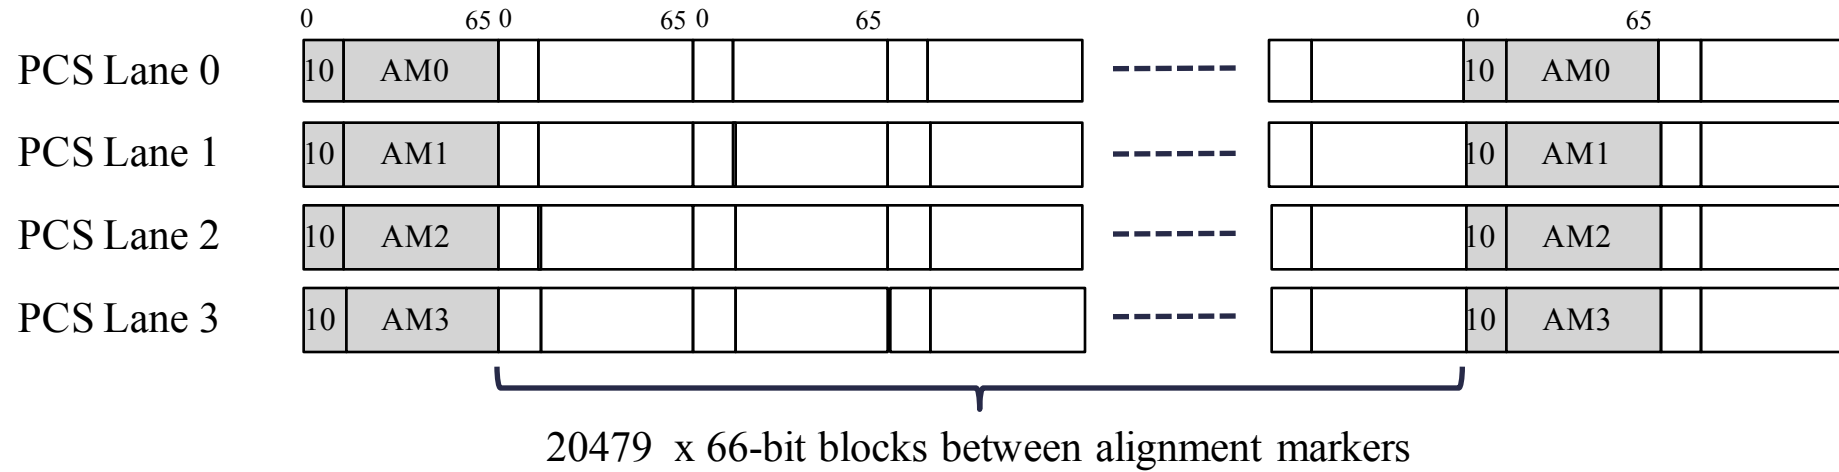 0 65 0 65 0 65 0 65
PCS Lane 0 10 AM0 10 AM0
PCS Lane 1 10 AM1 10 AM1
PCS Lane 2 10 AM2 10 AM2
PCS Lane 3 10 AM3 10 AM3
20479 x 66-bit blocks between alignment markers